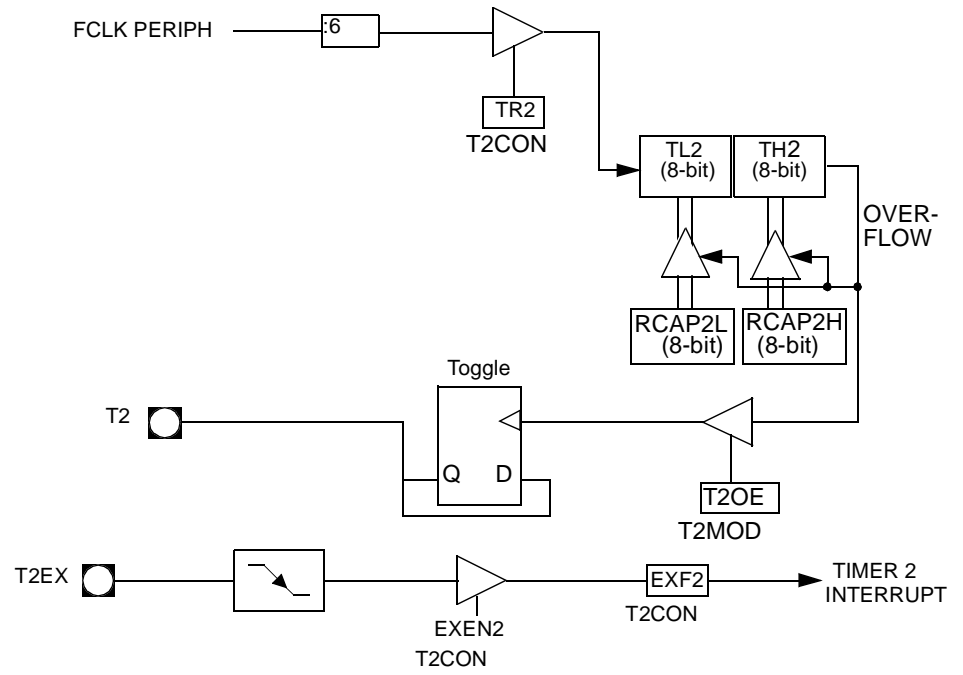 FCLK PERIPH
:6
TR2
T2CON
TL2
(8-bit)
TH2
(8-bit)
OVER-
FLOW
RCAP2L
(8-bit)
RCAP2H
(8-bit)
Toggle
T2
Q
D
T2OE
T2MOD
T2EX
EXEN2
T2CON
EXF2
T2CON
TIMER 2
INTERRUPT